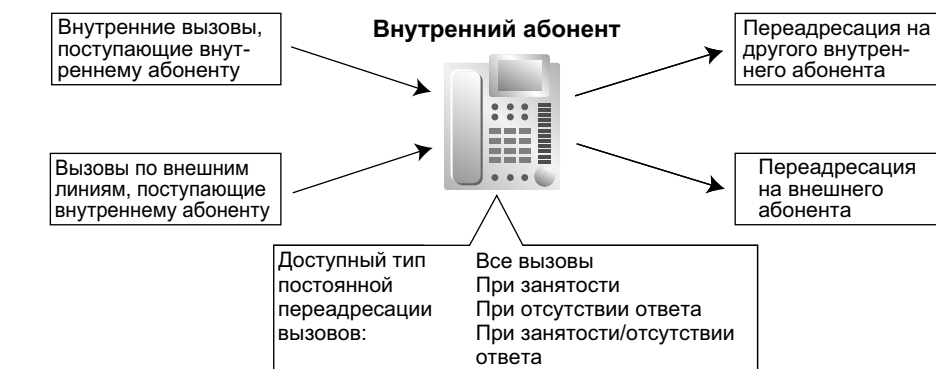 Внутренние вызовы,
поступающие внут-
реннему абоненту
Внутренний абонент
Переадресация на
другого внутрен-
него абонента
Вызовы по внешним
линиям, поступающие
внутреннему абоненту
Переадресация
на внешнего
абонента
Доступный тип
постоянной
переадресации
вызовов:
Все вызовы
При занятости
При отсутствии ответа
При занятости/отсутствии
ответа